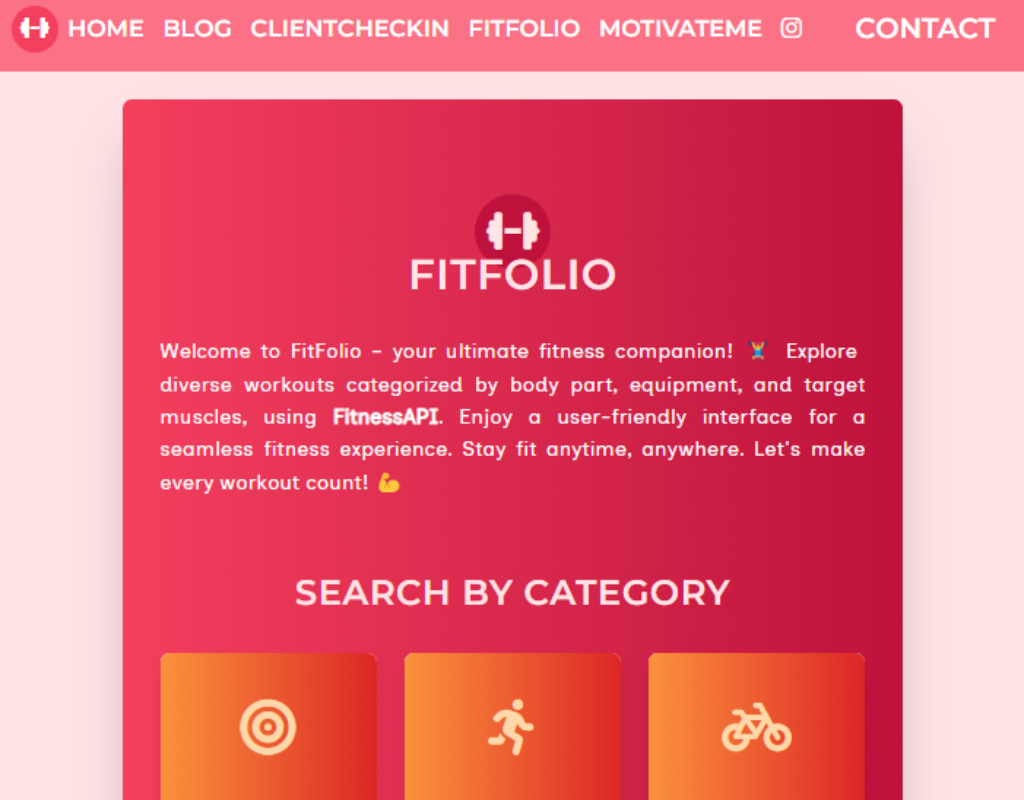 HOME BLOG CLIENTCHECKIN FITFOLIO MOTIVATEME CONTACT
FITFOLIO
Welcome to FitFolio – your ultimate fitness companion! 🏋️ Explore
diverse workouts categorized by body part, equipment, and target
muscles, using FitnessAPI. Enjoy a user-friendly interface for a
seamless fitness experience. Stay fit anytime, anywhere. Let's make
every workout count! 💪
SEARCH BY CATEGORY